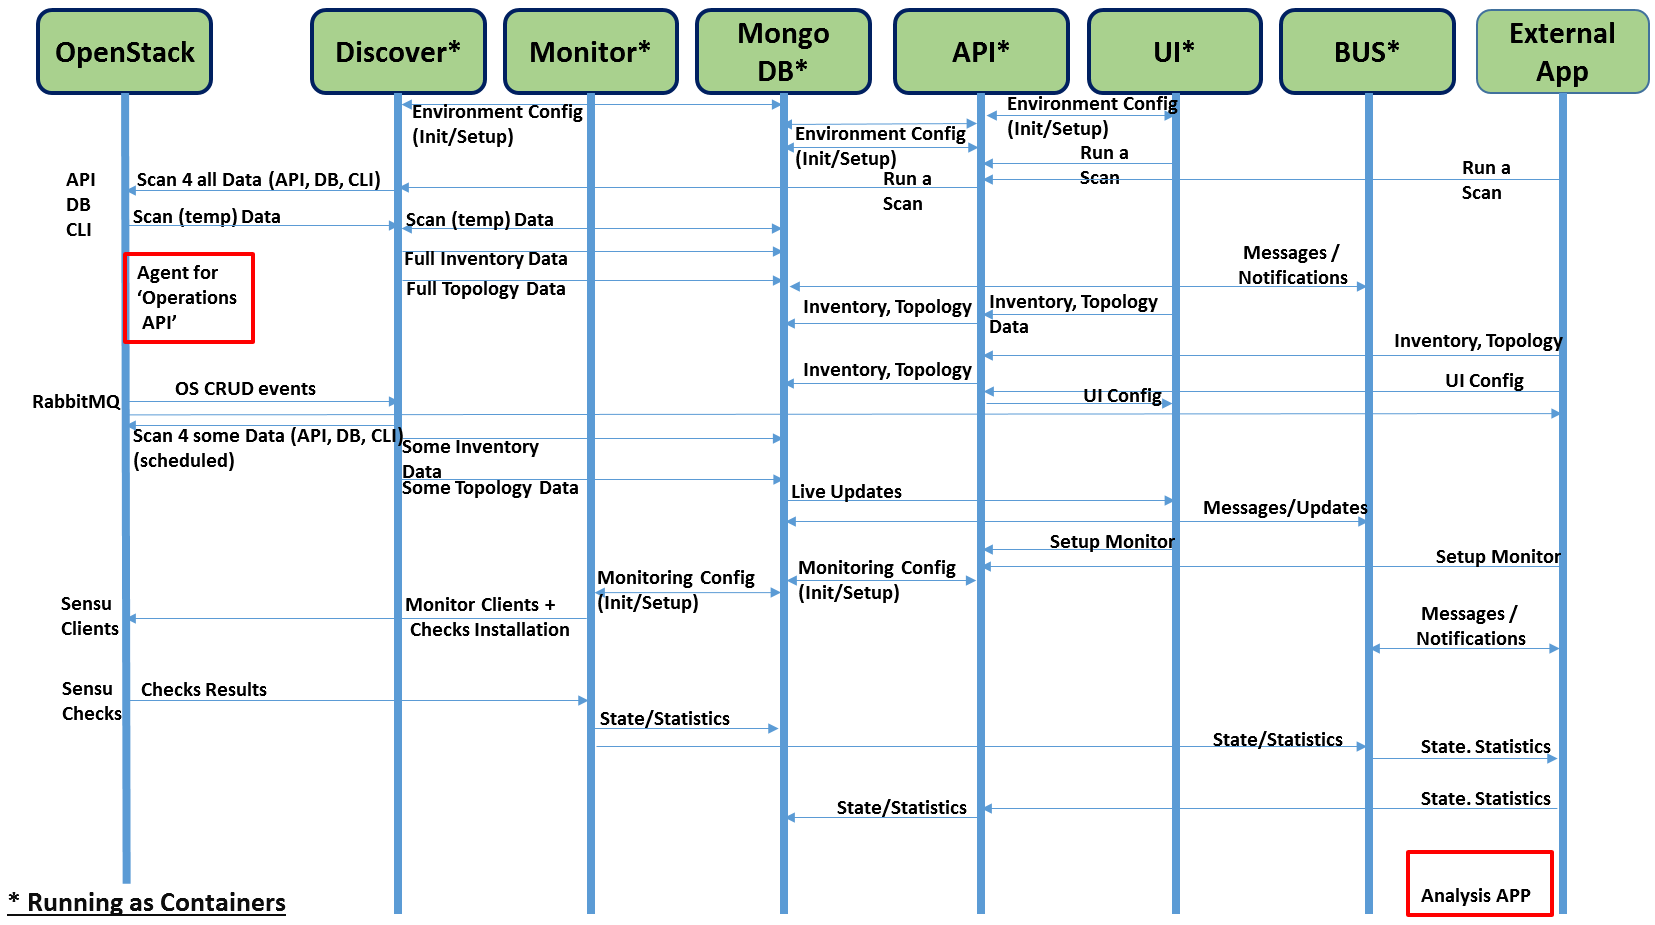 OpenStack
Discover*
Monitor*
Mongo
DB*
API*
UI*
BUS*
External
App
Environment Config
(Init/Setup)
Environment Config
(Init/Setup)
Environment Config
(Init/Setup)
Run a
Scan
Run a
Scan
Run a
Scan
API
DB
CLI
Scan 4 all Data (API, DB, CLI)
Scan (temp) Data
Scan (temp) Data
Full Inventory Data
Full Topology Data
Messages /
Notifications
Agent for
‘Operations
API’
Inventory, Topology
Inventory, Topology
Data
Inventory, Topology
Inventory, Topology
UI Config
UI Config
OS CRUD events
RabbitMQ
Scan 4 some Data (API, DB, CLI)
(scheduled)
Some Inventory
Data
Some Topology Data
Live Updates
Messages/Updates
Setup Monitor
Setup Monitor
Monitoring Config
(Init/Setup)
Monitoring Config
(Init/Setup)
Sensu
Clients
Monitor Clients +
Checks Installation
Messages /
Notifications
Sensu
Checks
Checks Results
State/Statistics
State/Statistics
State. Statistics
State. Statistics
State/Statistics
Analysis APP
* Running as Containers